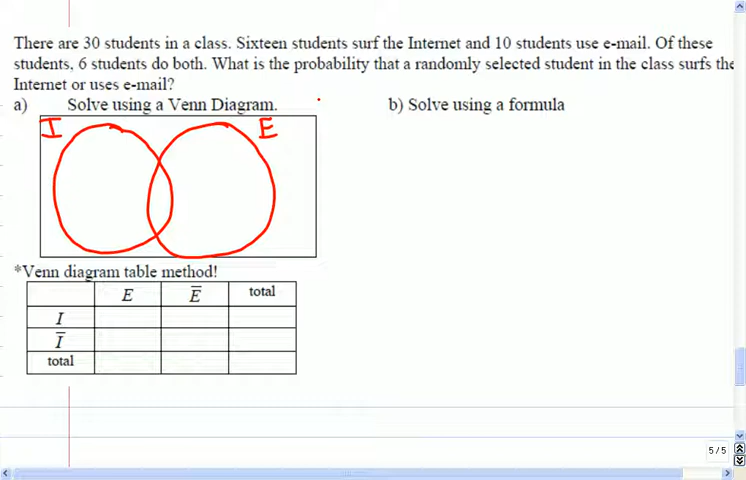 There are 30 students in a class. Sixteen students surf the Internet and 10 students use e-mail. Of these
students, 6 students do both. What is the probability that a randomly selected student in the class surfs the
Internet or uses e-mail?
a) Solve using a Venn Diagram.
b) Solve using a formula
I E
*Venn diagram table method!
E E̅ total
I
I̅
total
5/5